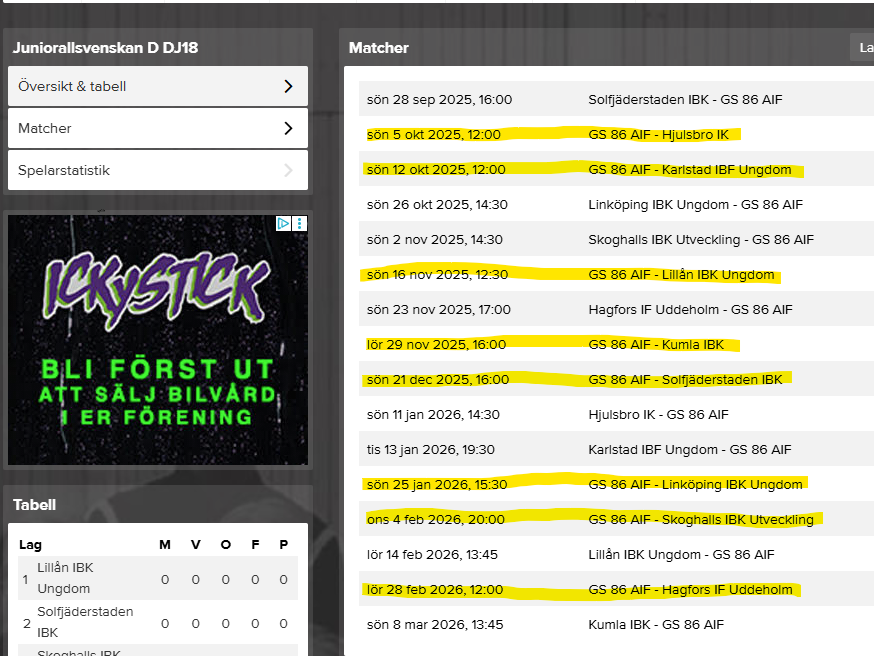 Juniorallsvenskan D DJ18
Översikt & tabell
Matcher
Spelarstatistik
ICKYSTICK
BLI FÖRST UT
ATT SÄLJ BILVÅRD
I ER FÖRENING
Tabell
Lag M V O F P
1 Lillån IBK Ungdom 0 0 0 0 0
2 Solfjäderstaden IBK 0 0 0 0 0
Skoghalls IBK
Matcher
La
sön 28 sep 2025, 16:00 Solfjäderstaden IBK - GS 86 AIF
sön 5 okt 2025, 12:00 GS 86 AIF - Hjulsbro IK
sön 12 okt 2025, 12:00 GS 86 AIF - Karlstad IBF Ungdom
sön 26 okt 2025, 14:30 Linköping IBK Ungdom - GS 86 AIF
sön 2 nov 2025, 14:30 Skoghalls IBK Utveckling - GS 86 AIF
sön 16 nov 2025, 12:30 GS 86 AIF - Lillån IBK Ungdom
sön 23 nov 2025, 17:00 Hagfors IF Uddeholm - GS 86 AIF
lör 29 nov 2025, 16:00 GS 86 AIF - Kumla IBK
sön 21 dec 2025, 16:00 GS 86 AIF - Solfjäderstaden IBK
sön 11 jan 2026, 14:30 Hjulsbro IK - GS 86 AIF
tis 13 jan 2026, 19:30 Karlstad IBF Ungdom - GS 86 AIF
sön 25 jan 2026, 15:30 GS 86 AIF - Linköping IBK Ungdom
ons 4 feb 2026, 20:00 GS 86 AIF - Skoghalls IBK Utveckling
lör 14 feb 2026, 13:45 Lillån IBK Ungdom - GS 86 AIF
lör 28 feb 2026, 12:00 GS 86 AIF - Hagfors IF Uddeholm
sön 8 mar 2026, 13:45 Kumla IBK - GS 86 AIF